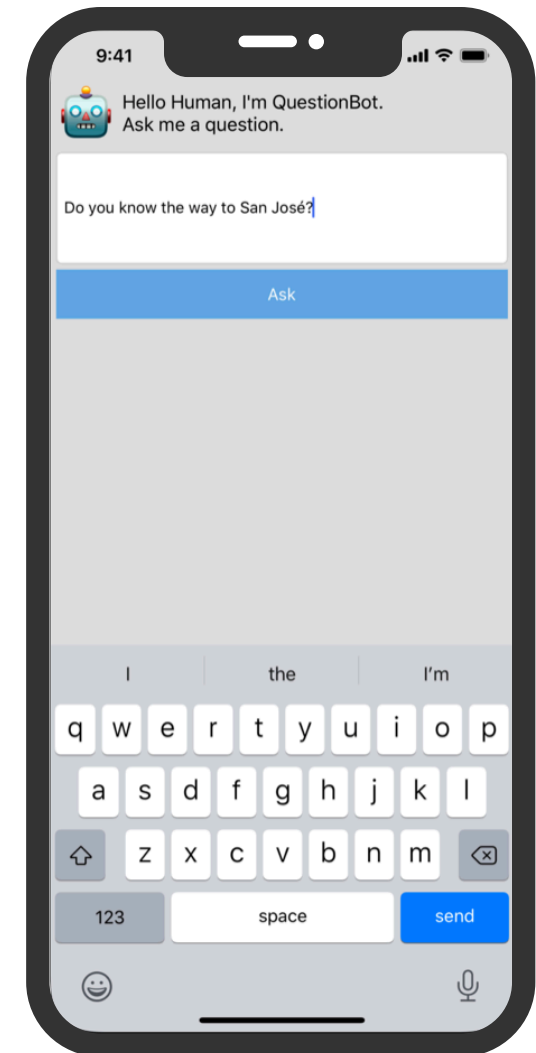 9:41
Hello Human, I'm QuestionBot.
Ask me a question.
Do you know the way to San José?
Ask
I the I'm
q w e r t y u i o p
a s d f g h j k l
z x c v b n m
123 space send